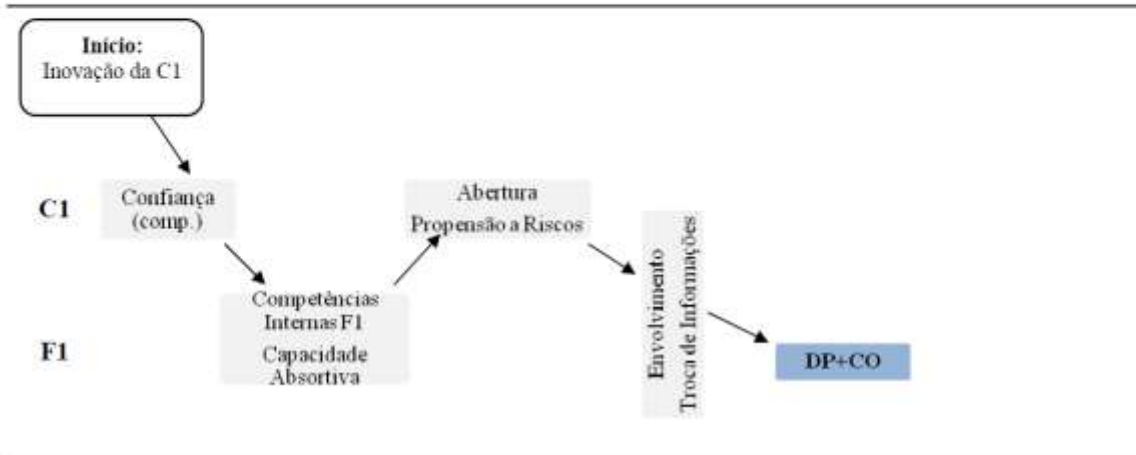 Início:
Inovação da C1
C1
Confiança
(comp.)
Abertura
Propensão a Riscos
Envolvimento
Troca de Informações
Competências
Internas F1
Capacidade
Absortiva
F1
DP+CO